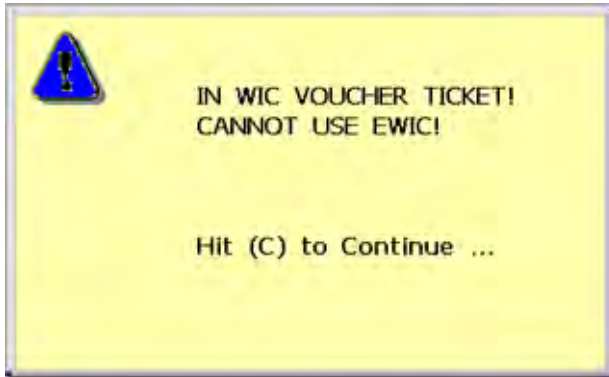 IN WIC VOUCHER TICKET!
CANNOT USE EWIC!
Hit (C) to Continue ...